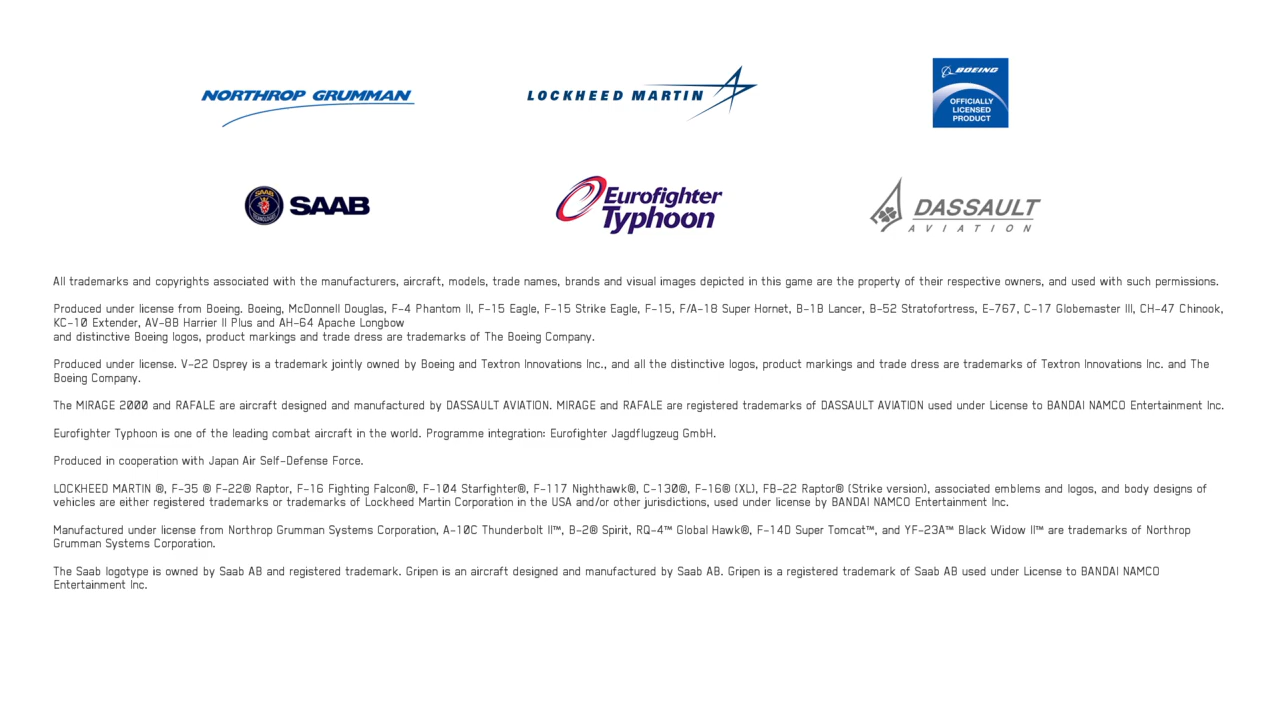 NORTHROP GRUMMAN
LOCKHEED MARTIN
BOEING
OFFICIALLY
LICENSED
PRODUCT
SAAB
TECHNOLOGIES
SAAB
Eurofighter
Typhoon
DASSAULT
AVIATION
All trademarks and copyrights associated with the manufacturers, aircraft, models, trade names, brands and visual images depicted in this game are the property of their respective owners, and used with such permissions.
Produced under license from Boeing. Boeing, McDonnell Douglas, F-4 Phantom II, F-15 Eagle, F-15 Strike Eagle, F-15, F/A-18 Super Hornet, B-1B Lancer, B-52 Stratofortress, E-767, C-17 Globemaster III, CH-47 Chinook,
KC-10 Extender, AV-8B Harrier II Plus and AH-64 Apache Longbow
and distinctive Boeing logos, product markings and trade dress are trademarks of The Boeing Company.
Produced under license. V-22 Osprey is a trademark jointly owned by Boeing and Textron Innovations Inc., and all the distinctive logos, product markings and trade dress are trademarks of Textron Innovations Inc. and The
Boeing Company.
The MIRAGE 2000 and RAFALE are aircraft designed and manufactured by DASSAULT AVIATION. MIRAGE and RAFALE are registered trademarks of DASSAULT AVIATION used under License to BANDAI NAMCO Entertainment Inc.
Eurofighter Typhoon is one of the leading combat aircraft in the world. Programme integration: Eurofighter Jagdflugzeug GmbH.
Produced in cooperation with Japan Air Self-Defense Force.
LOCKHEED MARTIN ®, F-35 ® F-22® Raptor, F-16 Fighting Falcon®, F-104 Starfighter®, F-117 Nighthawk®, C-130®, F-16® (XL), FB-22 Raptor® (Strike version), associated emblems and logos, and body designs of
vehicles are either registered trademarks or trademarks of Lockheed Martin Corporation in the USA and/or other jurisdictions, used under license by BANDAI NAMCO Entertainment Inc.
Manufactured under license from Northrop Grumman Systems Corporation, A-10C Thunderbolt II™, B-2® Spirit, RQ-4™ Global Hawk®, F-14D Super Tomcat™, and YF-23A™ Black Widow II™ are trademarks of Northrop
Grumman Systems Corporation.
The Saab logotype is owned by Saab AB and registered trademark. Gripen is an aircraft designed and manufactured by Saab AB. Gripen is a registered trademark of Saab AB used under License to BANDAI NAMCO
Entertainment Inc.